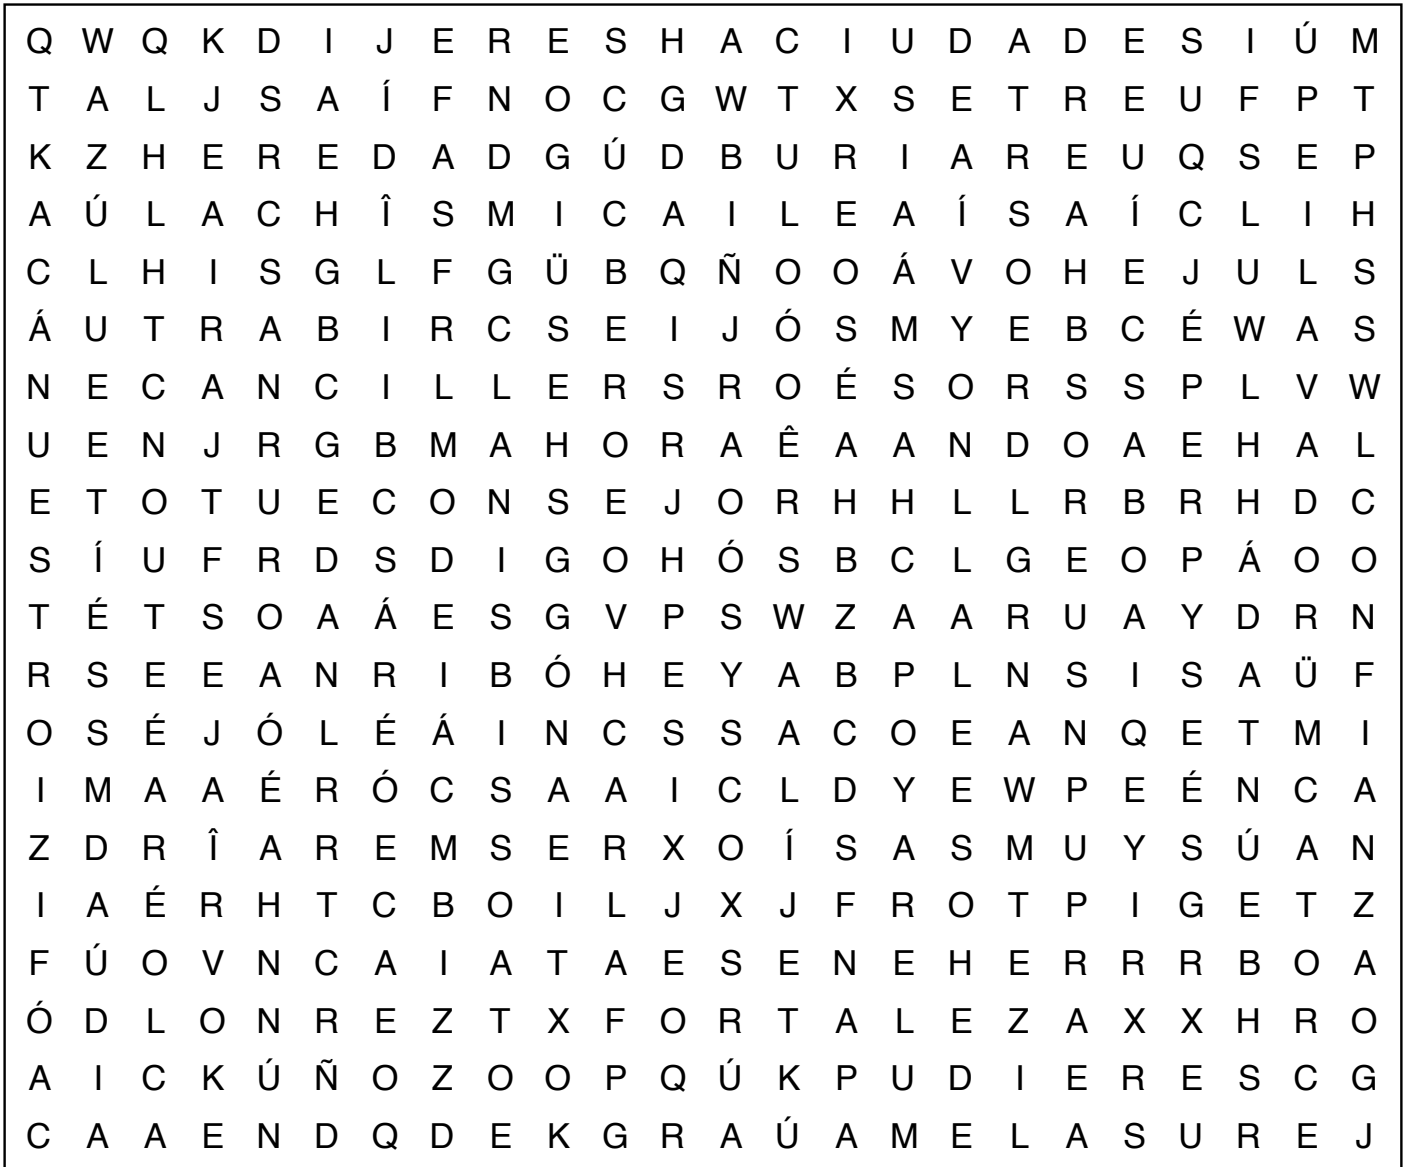 Q W Q K D I J E R E S H A C I U D A D E S I Ú M
T A L J S A Í F N O C G W T X S E T R E U F P T
K Z H E R E D A D G Ú D B U R I A R E U Q S E P
A Ú L A C H Î S M I C A I L E A Í S A Í C L I H
C L H I S G L F G Ü B Q Ñ O O Á V O H E J U L S
Á U T R A B I R C S E I J Ó S M Y E B C É W A S
N E C A N C I L L E R S R O É S O R S S P L V W
U E N J R G B M A H O R A Ê A A N D O A E H A L
E T O T U E C O N S E J O R H H L L R B R H D C
S Í U F R D S D I G O H Ó S B C L G E O P Á O O
T É T S O A Á E S G V P S W Z A A R U A Y D R N
R S E E A N R I B Ó H E Y A B P L N S I S A Ü F
O S É J Ó L É Á I N C S S A C O E A N Q E T M I
I M A A É R Ó C S A A I C L D Y E W P E É N C A
Z D R Î A R E M S E R X O Í S A S M U Y S Ú A N
I A É R H T C B O I L J X J F R O T P I G E T Z
F Ú O V N C A I A T A E S E N E H E R R R B O A
Ó D L O N R E Z T X F O R T A L E Z A X X H R O
A I C K Ú Ñ O Z O O P Q Ú K P U D I E R E S C G
C A A E N D Q D E K G R A Ú A M E L A S U R E J